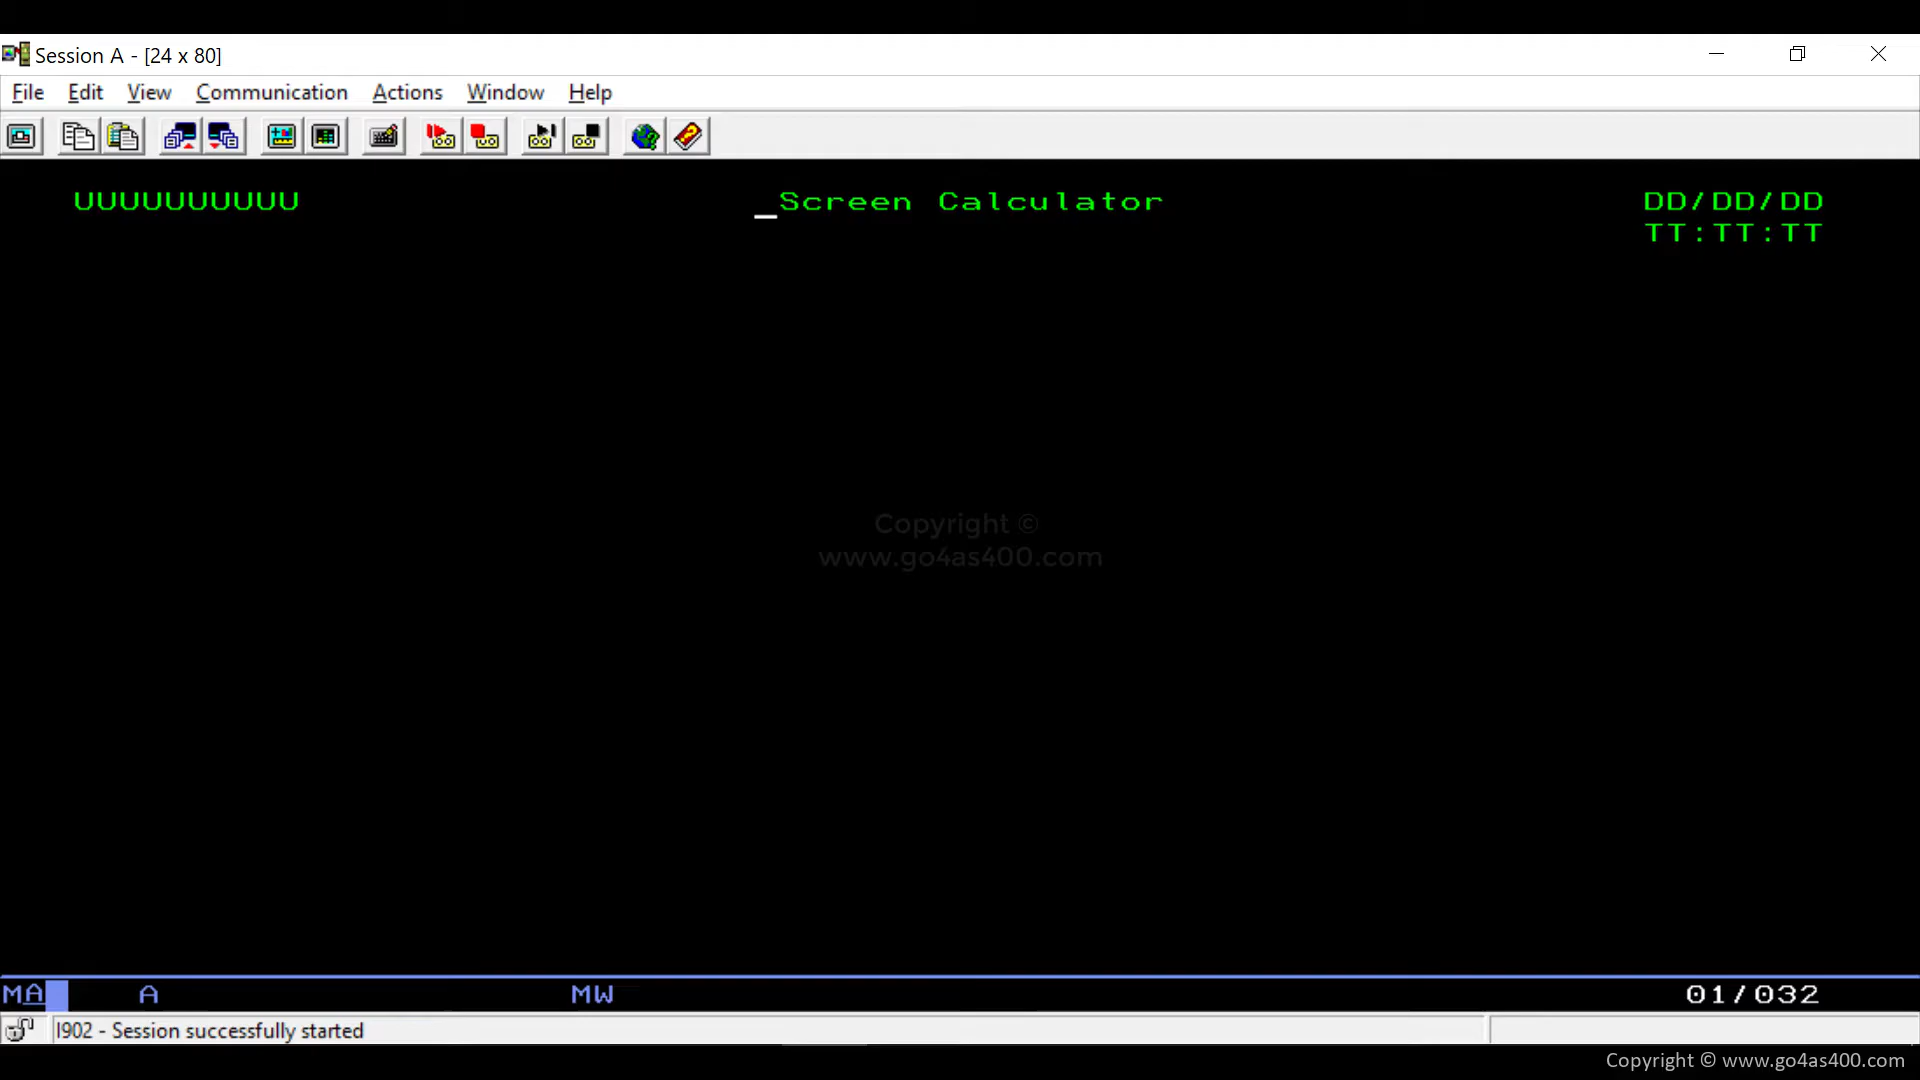 Session A - [24 x 80]
File Edit View Communication Actions Window Help
UUUUUUUUUU _Screen Calculator DD/DD/DD
TT:TT:TT
Copyright ©
www.go4as400.com
MA A MW 01/032
I902 - Session successfully started
Copyright © www.go4as400.com